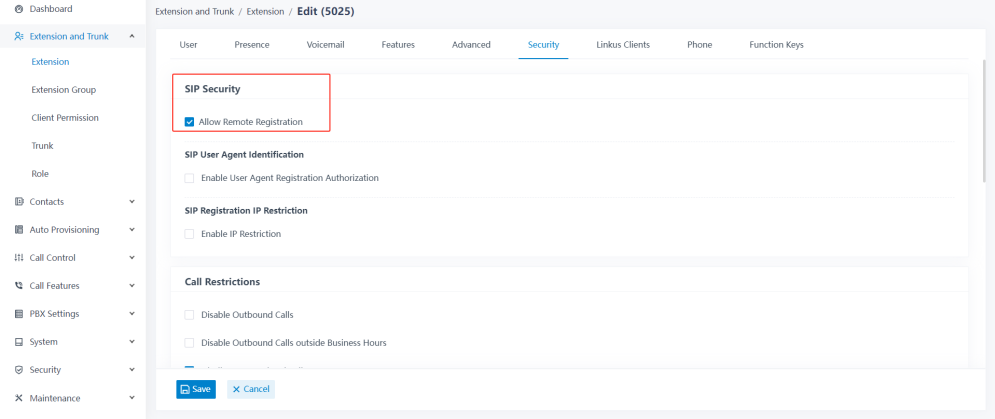 Dashboard
Extension and Trunk
Extension
Extension Group
Client Permission
Trunk
Role
Contacts
Auto Provisioning
Call Control
Call Features
PBX Settings
System
Security
Maintenance
Extension and Trunk / Extension / Edit (5025)
User Presence Voicemail Features Advanced Security Linkus Clients Phone Function Keys
SIP Security
Allow Remote Registration
SIP User Agent Identification
Enable User Agent Registration Authorization
SIP Registration IP Restriction
Enable IP Restriction
Call Restrictions
Disable Outbound Calls
Disable Outbound Calls outside Business Hours
Save Cancel